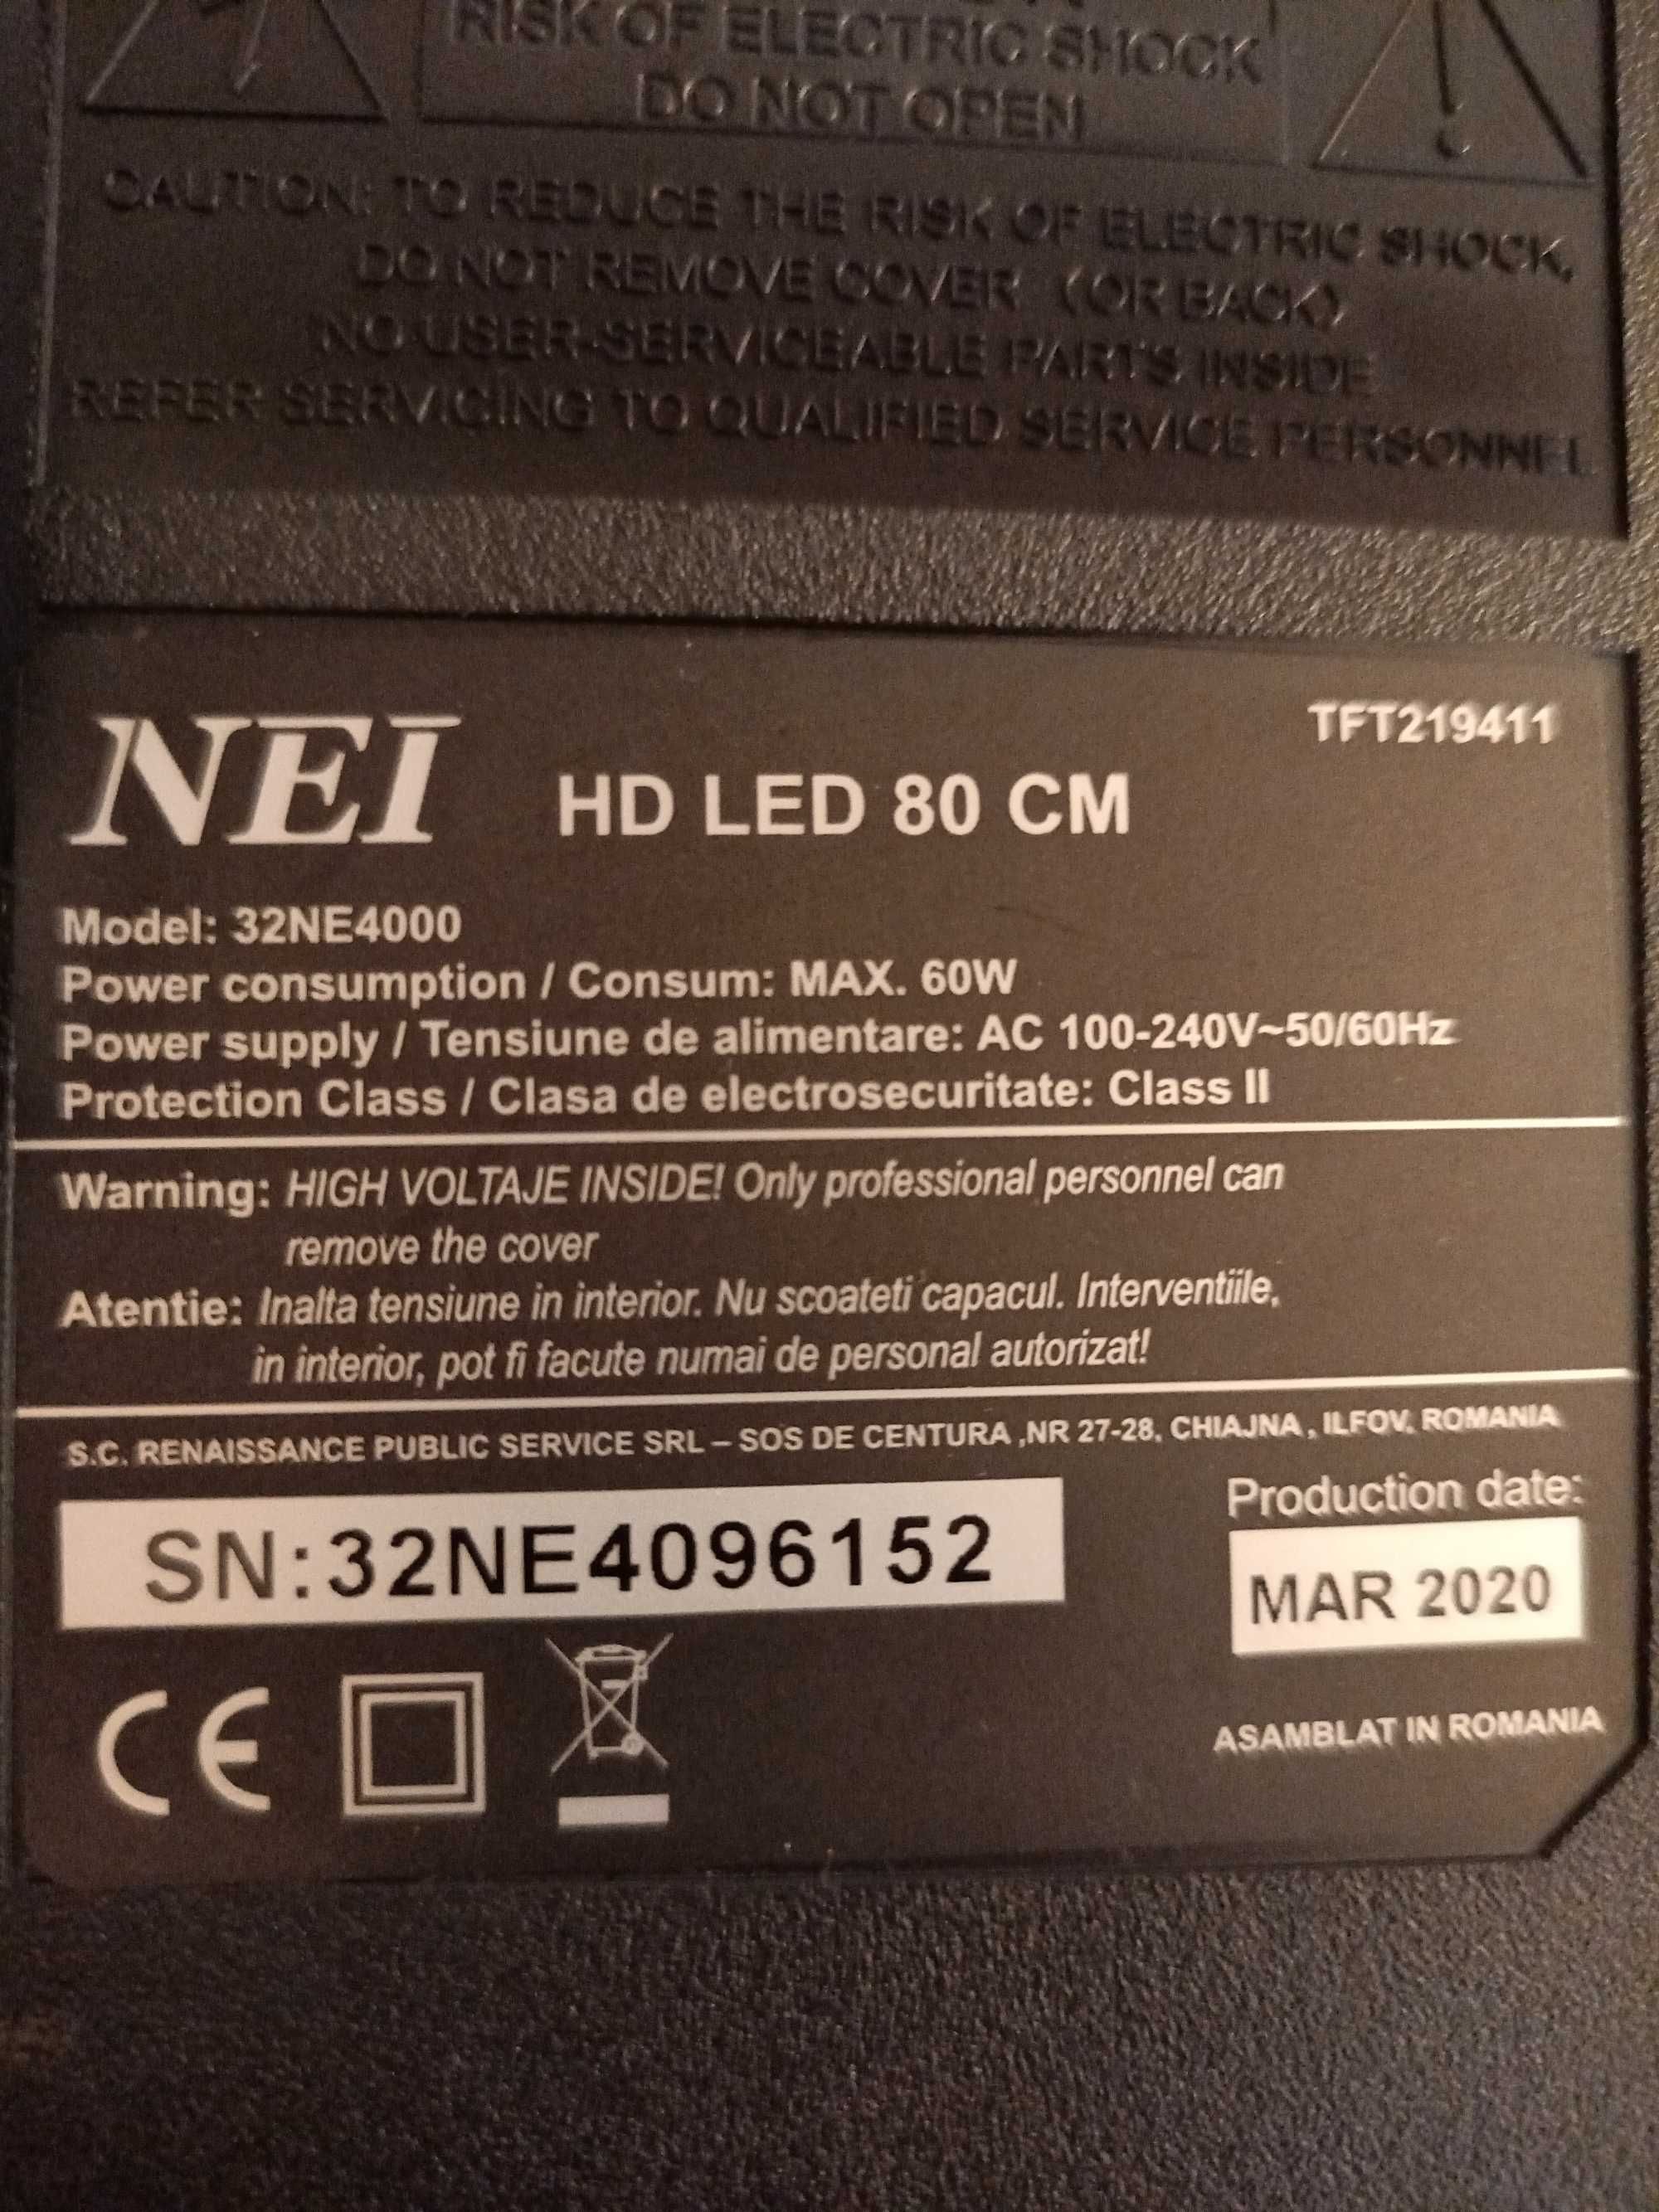 RISK OF ELECTRIC SHOCK
DO NOT OPEN
CAUTION: TO REDUCE THE RISK OF ELECTRIC SHOCK,
DO NOT REMOVE COVER (OR BACK)
NO USER-SERVICEABLE PARTS INSIDE
REFER SERVICING TO QUALIFIED SERVICE PERSONNEL
TFT219411
NEI HD LED 80 CM
Model: 32NE4000
Power consumption / Consum: MAX. 60W
Power supply / Tensiune de alimentare: AC 100-240V~50/60Hz
Protection Class / Clasa de electrosecuritate: Class II
Warning: HIGH VOLTAJE INSIDE! Only professional personnel can
remove the cover
Atentie: Inalta tensiune in interior. Nu scoateti capacul. Interventiile,
in interior, pot fi facute numai de personal autorizat!
S.C. RENAISSANCE PUBLIC SERVICE SRL – SOS DE CENTURA ,NR 27-28, CHIAJNA, ILFOV, ROMANIA
Production date:
SN:32NE4096152
MAR 2020
CE
ASAMBLAT IN ROMANIA